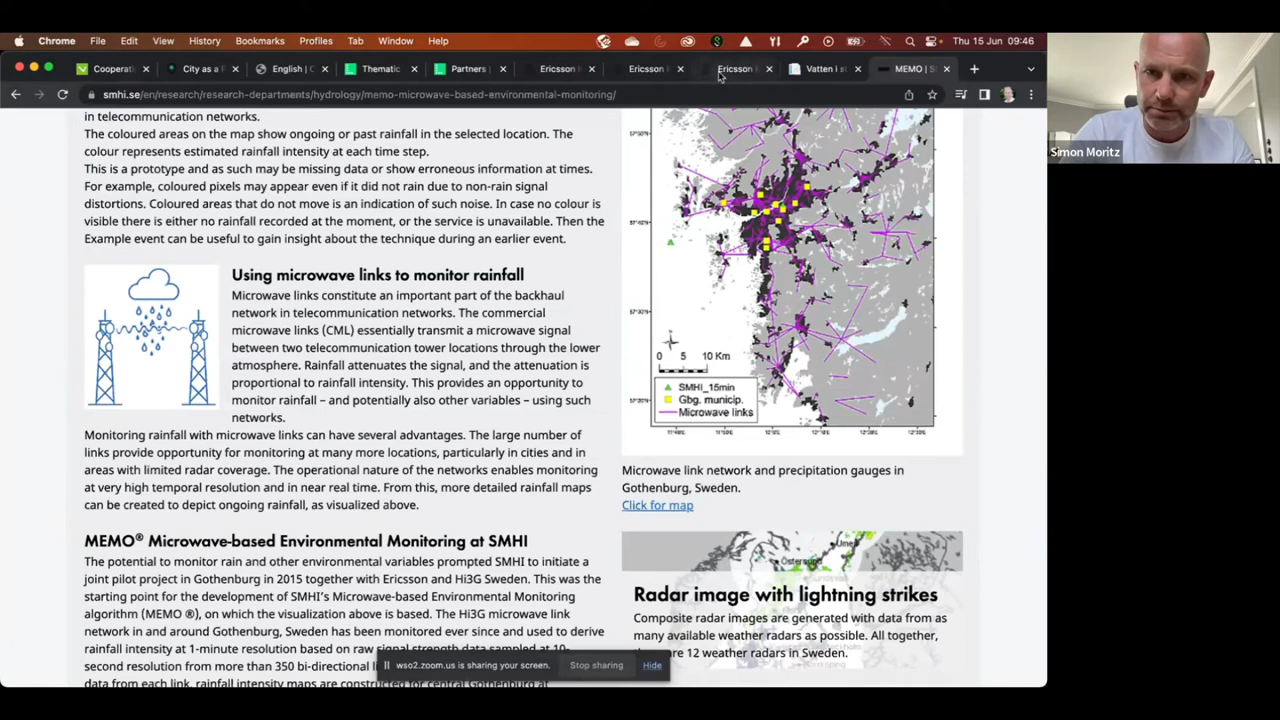 Chrome File Edit View History Bookmarks Profiles Tab Window Help Thu 15 Jun 09:46
Cooperati City as a P English | C Thematic Partners Ericsson Ericsson Ericsson Vatten i s MEMO | S
smhi.se/en/research/research-departments/hydrology/memo-microwave-based-environmental-monitoring/
Simon Moritz
in telecommunication networks.
The coloured areas on the map show ongoing or past rainfall in the selected location. The
colour represents estimated rainfall intensity at each time step.
This is a prototype and as such may be missing data or show erroneous information at times.
For example, coloured pixels may appear even if it did not rain due to non-rain signal
distortions. Coloured areas that do not move is an indication of such noise. In case no colour is
visible there is either no rainfall recorded at the moment, or the service is unavailable. Then the
Example event can be useful to gain insight about the technique during an earlier event.
Using microwave links to monitor rainfall
Microwave links constitute an important part of the backhaul
network in telecommunication networks. The commercial
microwave links (CML) essentially transmit a microwave signal
between two telecommunication tower locations through the lower
atmosphere. Rainfall attenuates the signal, and the attenuation is
proportional to rainfall intensity. This provides an opportunity to
monitor rainfall – and potentially also other variables – using such
networks.
Monitoring rainfall with microwave links can have several advantages. The large number of
links provide opportunity for monitoring at many more locations, particularly in cities and in
areas with limited radar coverage. The operational nature of the networks enables monitoring
at very high temporal resolution and in near real time. From this, more detailed rainfall maps
can be created to depict ongoing rainfall, as visualized above.
MEMO® Microwave-based Environmental Monitoring at SMHI
The potential to monitor rain and other environmental variables prompted SMHI to initiate a
joint pilot project in Gothenburg in 2015 together with Ericsson and Hi3G Sweden. This was the
starting point for the development of SMHI's Microwave-based Environmental Monitoring
algorithm (MEMO ®), on which the visualization above is based. The Hi3G microwave link
network in and around Gothenburg, Sweden has been monitored ever since and used to derive
rainfall intensity at 1-minute resolution based on raw signal strength data sampled at 10-
second resolution from more than 350 bi-directional li
data from each link, rainfall intensity maps are constructed for central Gothenburg at
0 5 10 Km
SMHI_15min
Gbg. municip.
Microwave links
Microwave link network and precipitation gauges in
Gothenburg, Sweden.
Click for map
Umeå
Östersund
Sundsvall
Radar image with lightning strikes
Composite radar images are generated with data from as
many available weather radars as possible. All together,
are 12 weather radars in Sweden.
wso2.zoom.us is sharing your screen. Stop sharing Hide